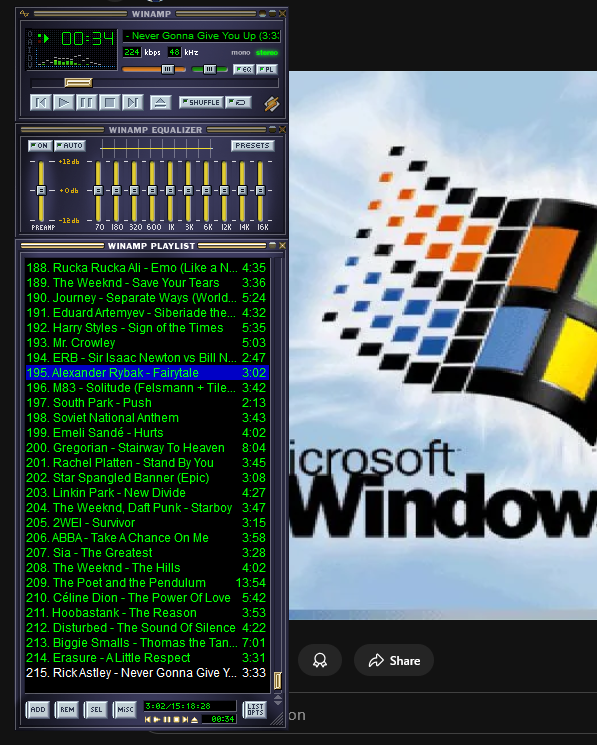 WINAMP
00:34
- Never Gonna Give You Up (3:33
224 kbps 48 kHz mono stereo
EQ PL
SHUFFLE
WINAMP EQUALIZER
ON AUTO PRESETS
+12db
+0db
-12db
PREAMP 70 180 320 600 1K 3K 6K 12K 14K 16K
WINAMP PLAYLIST
188. Rucka Rucka Ali - Emo (Like a N... 4:35
189. The Weeknd - Save Your Tears 3:36
190. Journey - Separate Ways (World... 5:24
191. Eduard Artemyev - Siberiade the... 4:32
192. Harry Styles - Sign of the Times 5:35
193. Mr. Crowley 5:03
194. ERB - Sir Isaac Newton vs Bill N... 2:47
195. Alexander Rybak - Fairytale 3:02
196. M83 - Solitude (Felsmann + Tile... 3:42
197. South Park - Push 2:13
198. Soviet National Anthem 3:43
199. Emeli Sandé - Hurts 4:02
200. Gregorian - Stairway To Heaven 8:04
201. Rachel Platten - Stand By You 3:45
202. Star Spangled Banner (Epic) 3:08
203. Linkin Park - New Divide 4:27
204. The Weeknd, Daft Punk - Starboy 3:47
205. 2WEI - Survivor 3:15
206. ABBA - Take A Chance On Me 3:58
207. Sia - The Greatest 3:28
208. The Weeknd - The Hills 4:02
209. The Poet and the Pendulum 13:54
210. Céline Dion - The Power Of Love 5:42
211. Hoobastank - The Reason 3:53
212. Disturbed - The Sound Of Silence 4:22
213. Biggie Smalls - Thomas the Tan... 7:01
214. Erasure - A Little Respect 3:31
215. Rick Astley - Never Gonna Give Y... 3:33
ADD REM SEL MISC 3:02/15:18:28 LIST OPTS
00:34
icrosoft
Window
Share
on